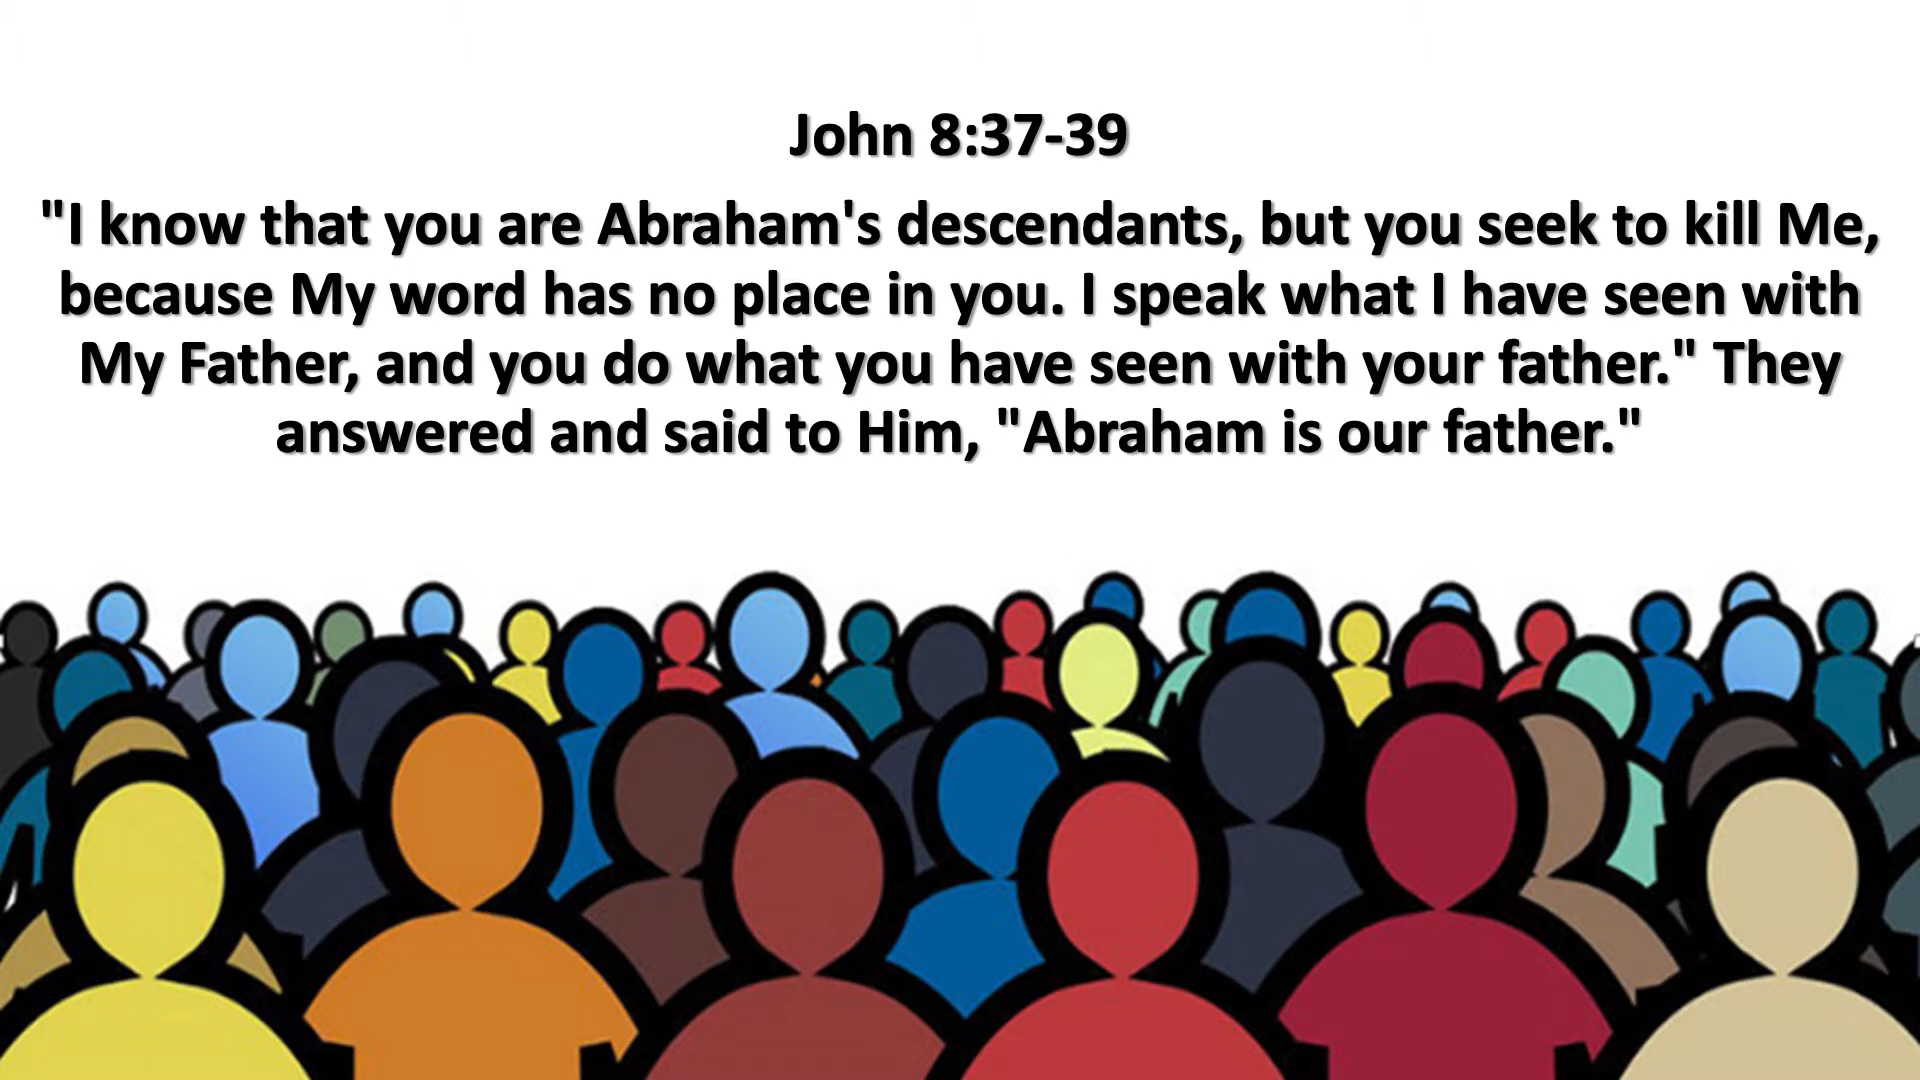 John 8:37-39
"I know that you are Abraham's descendants, but you seek to kill Me,
because My word has no place in you. I speak what I have seen with
My Father, and you do what you have seen with your father." They
answered and said to Him, "Abraham is our father."